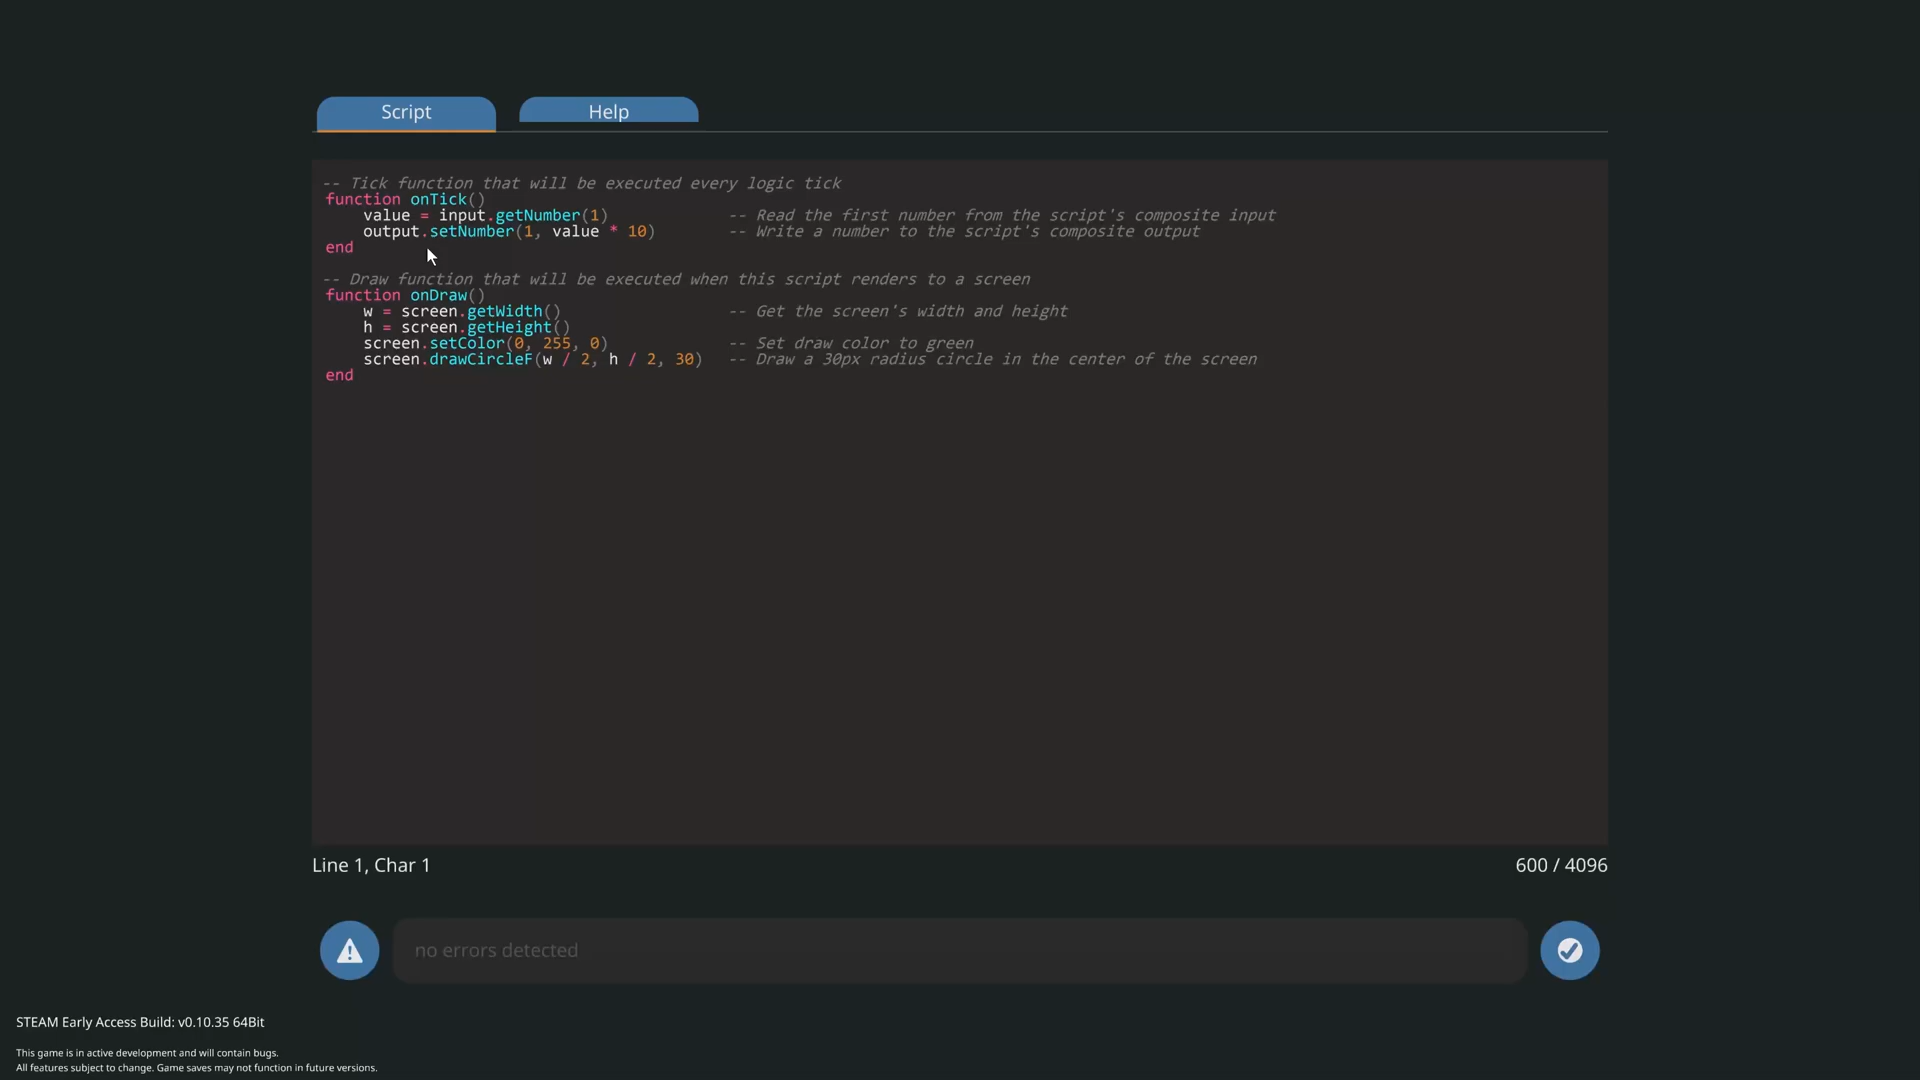 Script
Help
-- Tick function that will be executed every logic tick
function onTick()
    value = input.getNumber(1)             -- Read the first number from the script's composite input
    output.setNumber(1, value * 10)        -- Write a number to the script's composite output
end

-- Draw function that will be executed when this script renders to a screen
function onDraw()
    w = screen.getWidth()                  -- Get the screen's width and height
    h = screen.getHeight()
    screen.setColor(0, 255, 0)             -- Set draw color to green
    screen.drawCircleF(w / 2, h / 2, 30)   -- Draw a 30px radius circle in the center of the screen
end
Line 1, Char 1
600 / 4096
no errors detected
STEAM Early Access Build: v0.10.35 64Bit
This game is in active development and will contain bugs.
All features subject to change. Game saves may not function in future versions.